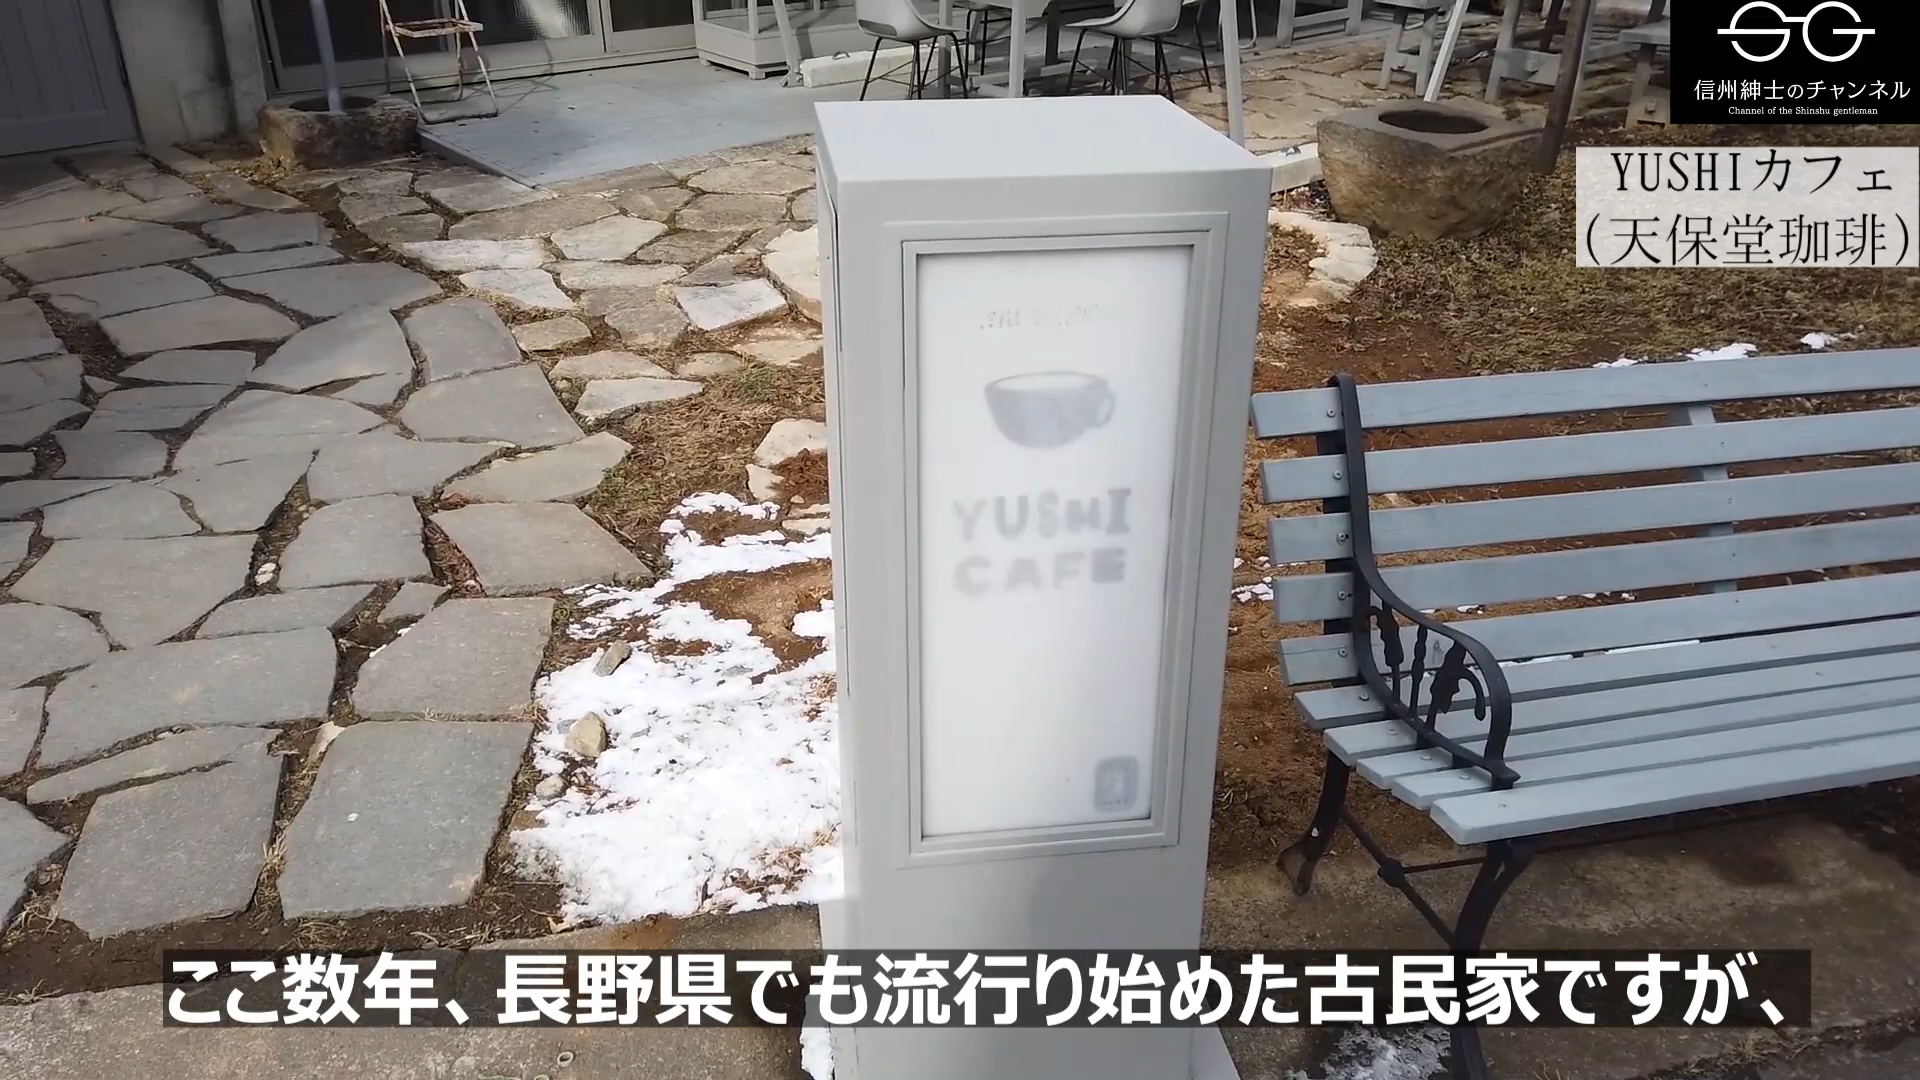 SG
信州紳士のチャンネル
Channel of the Shinshu gentleman
YUSHIカフェ
(天保堂珈琲)
YUSHI
CAFE
ここ数年、長野県でも流行り始めた古民家ですが、